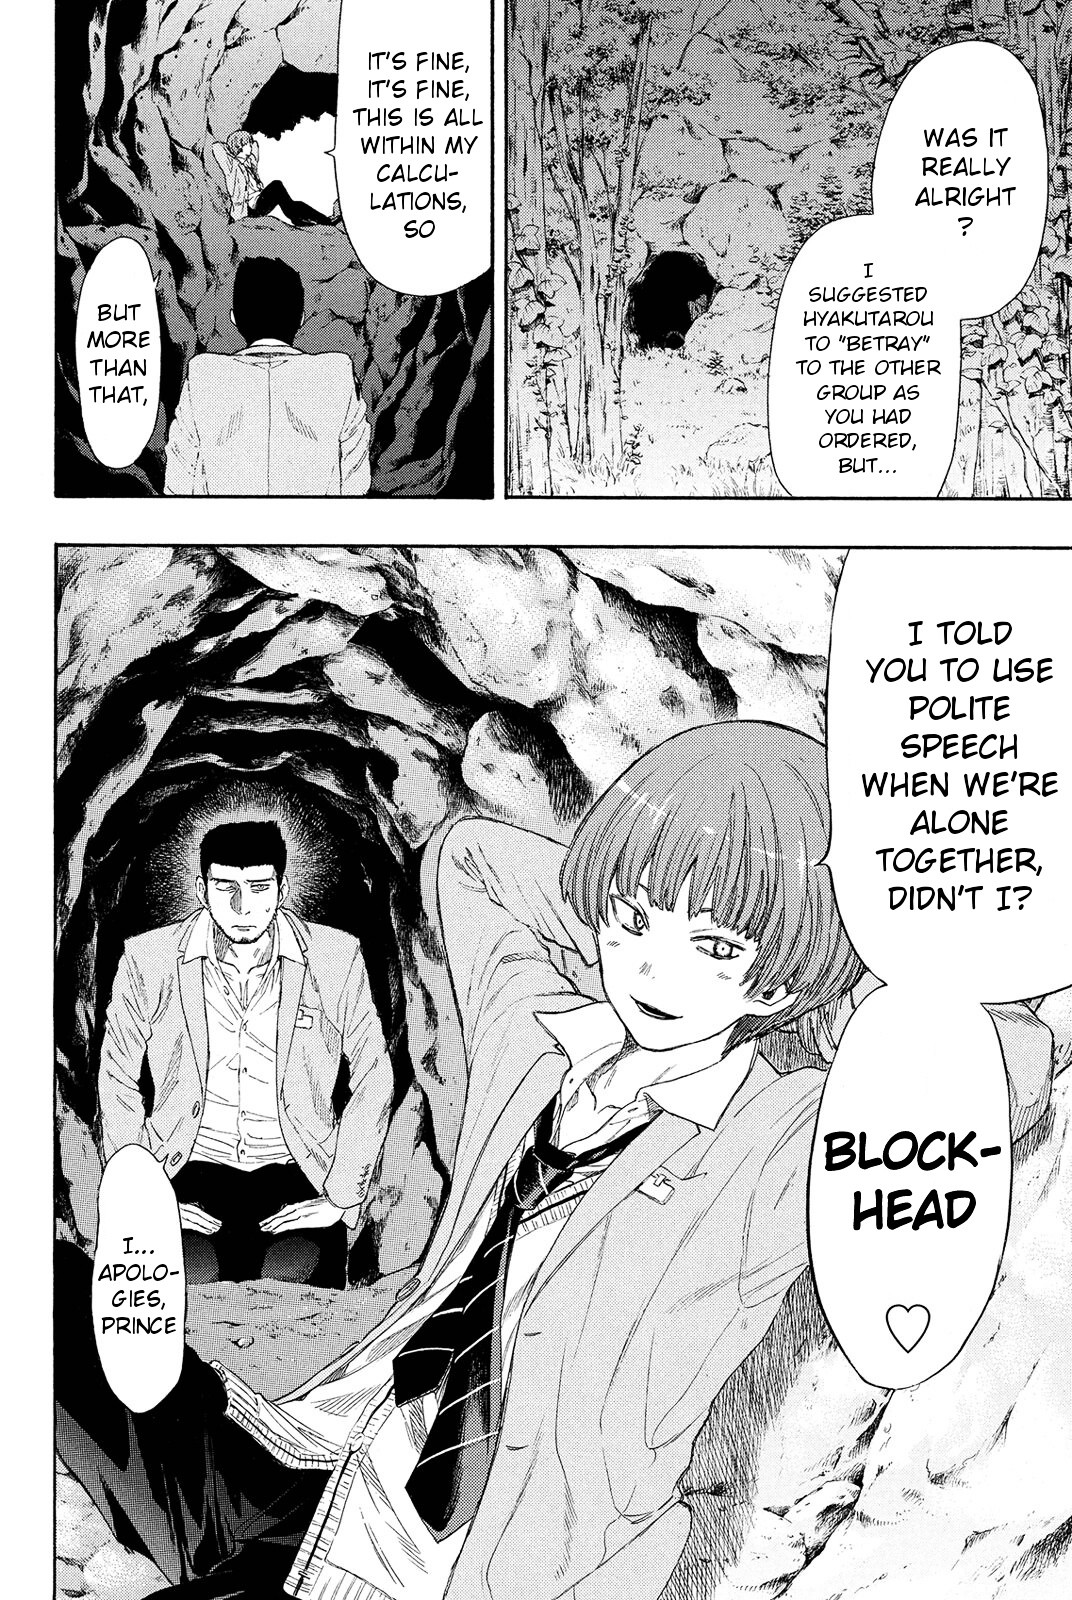 WAS IT
REALLY
ALRIGHT
?
I
SUGGESTED
HYAKUTAROU
TO "BETRAY"
TO THE OTHER
GROUP AS
YOU HAD
ORDERED,
BUT...
IT'S FINE,
IT'S FINE,
THIS IS ALL
WITHIN MY
CALCU-
LATIONS,
SO
BUT
MORE
THAN
THAT,
I TOLD
YOU TO USE
POLITE
SPEECH
WHEN WE'RE
ALONE
TOGETHER,
DIDN'T I?
BLOCK-
HEAD
♡
I...
APOLO-
GIES,
PRINCE